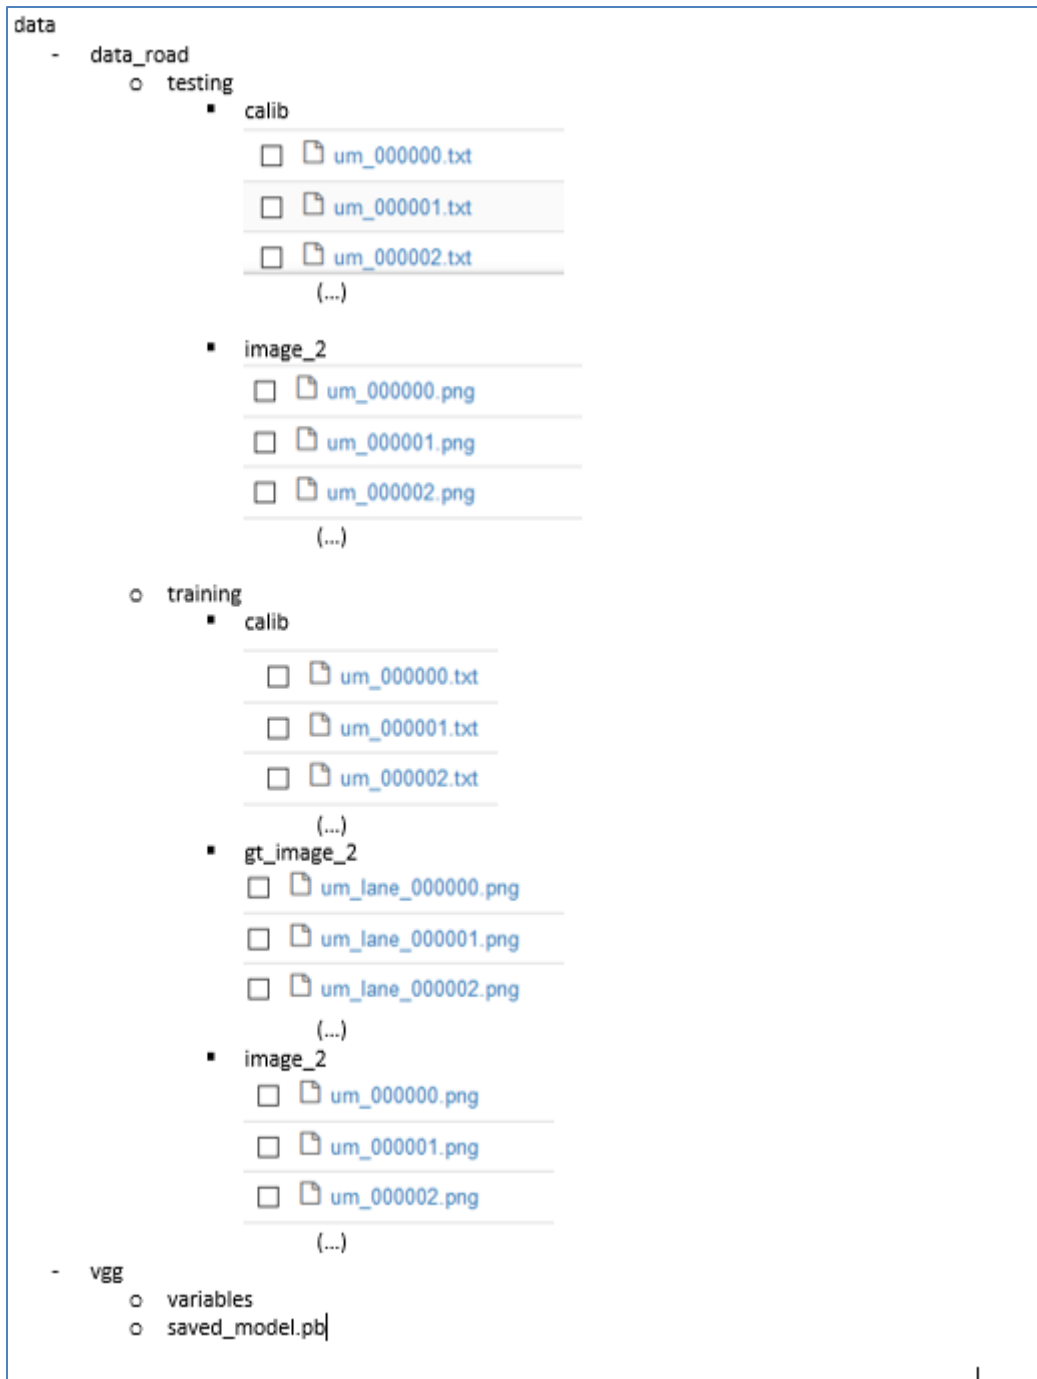 data
- data_road
o testing
▪ calib
um_000000.txt
um_000001.txt
um_000002.txt
(...)
▪ image_2
um_000000.png
um_000001.png
um_000002.png
(...)
o training
▪ calib
um_000000.txt
um_000001.txt
um_000002.txt
(...)
▪ gt_image_2
um_lane_000000.png
um_lane_000001.png
um_lane_000002.png
(...)
▪ image_2
um_000000.png
um_000001.png
um_000002.png
(...)
- vgg
o variables
o saved_model.pb